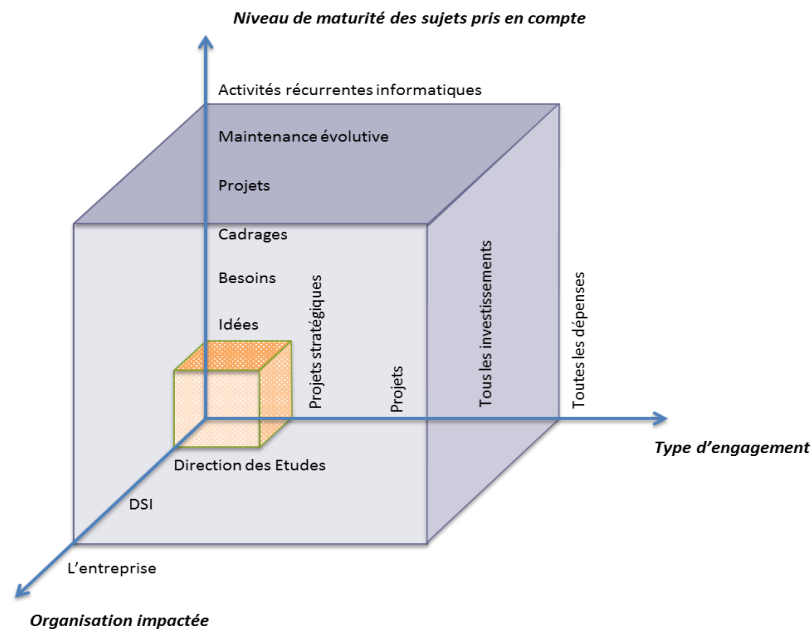 Niveau de maturité des sujets pris en compte
Activités récurrentes informatiques
Maintenance évolutive
Projets
Cadrages
Besoins
Idées
Projets stratégiques
Projets
Tous les investissements
Toutes les dépenses
Type d'engagement
Direction des Etudes
DSI
L'entreprise
Organisation impactée